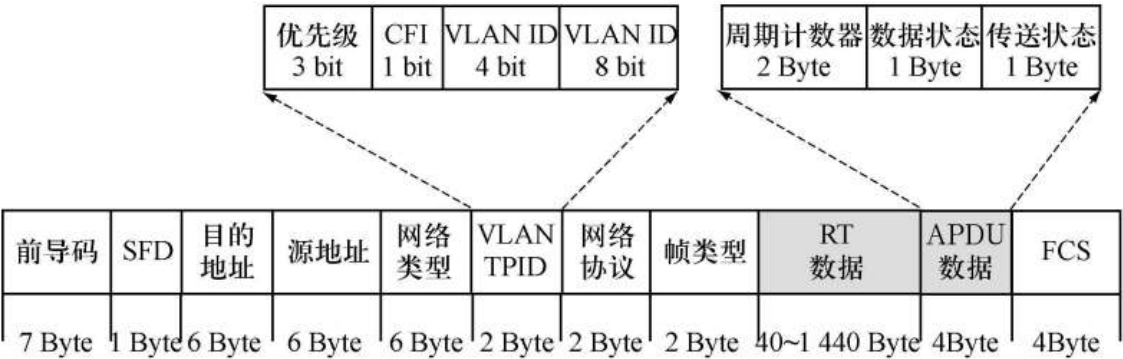 优先级 CFI VLAN ID VLAN ID 周期计数器 数据状态 传送状态
3 bit 1 bit 4 bit 8 bit 2 Byte 1 Byte 1 Byte
前导码 SFD 目的 源地址 网络 VLAN 网络 帧类型 RT APDU FCS
地址 类型 TPID 协议 数据 数据
7 Byte 1 Byte 6 Byte 6 Byte 6 Byte 2 Byte 2 Byte 2 Byte 40~1 440 Byte 4Byte 4Byte